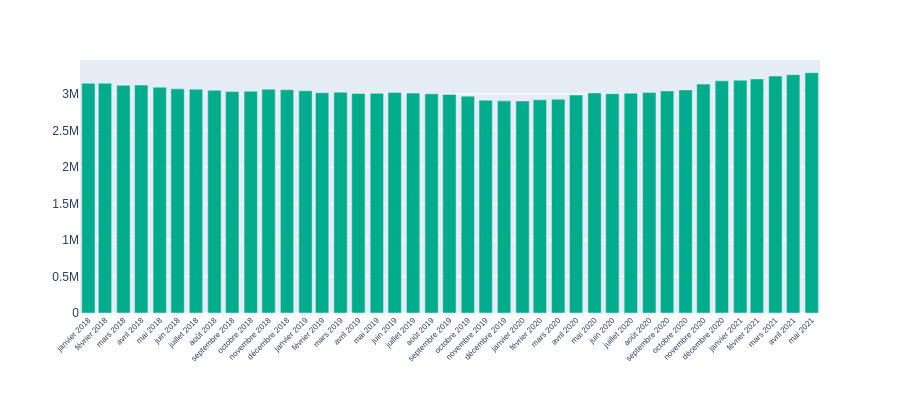 3M
2.5M
2M
1.5M
1M
0.5M
0
janvier 2018
février 2018
mars 2018
avril 2018
mai 2018
juin 2018
juillet 2018
août 2018
septembre 2018
octobre 2018
novembre 2018
décembre 2018
janvier 2019
février 2019
mars 2019
avril 2019
mai 2019
juin 2019
juillet 2019
août 2019
septembre 2019
octobre 2019
novembre 2019
décembre 2019
janvier 2020
février 2020
mars 2020
avril 2020
mai 2020
juin 2020
juillet 2020
août 2020
septembre 2020
octobre 2020
novembre 2020
décembre 2020
janvier 2021
février 2021
mars 2021
avril 2021
mai 2021